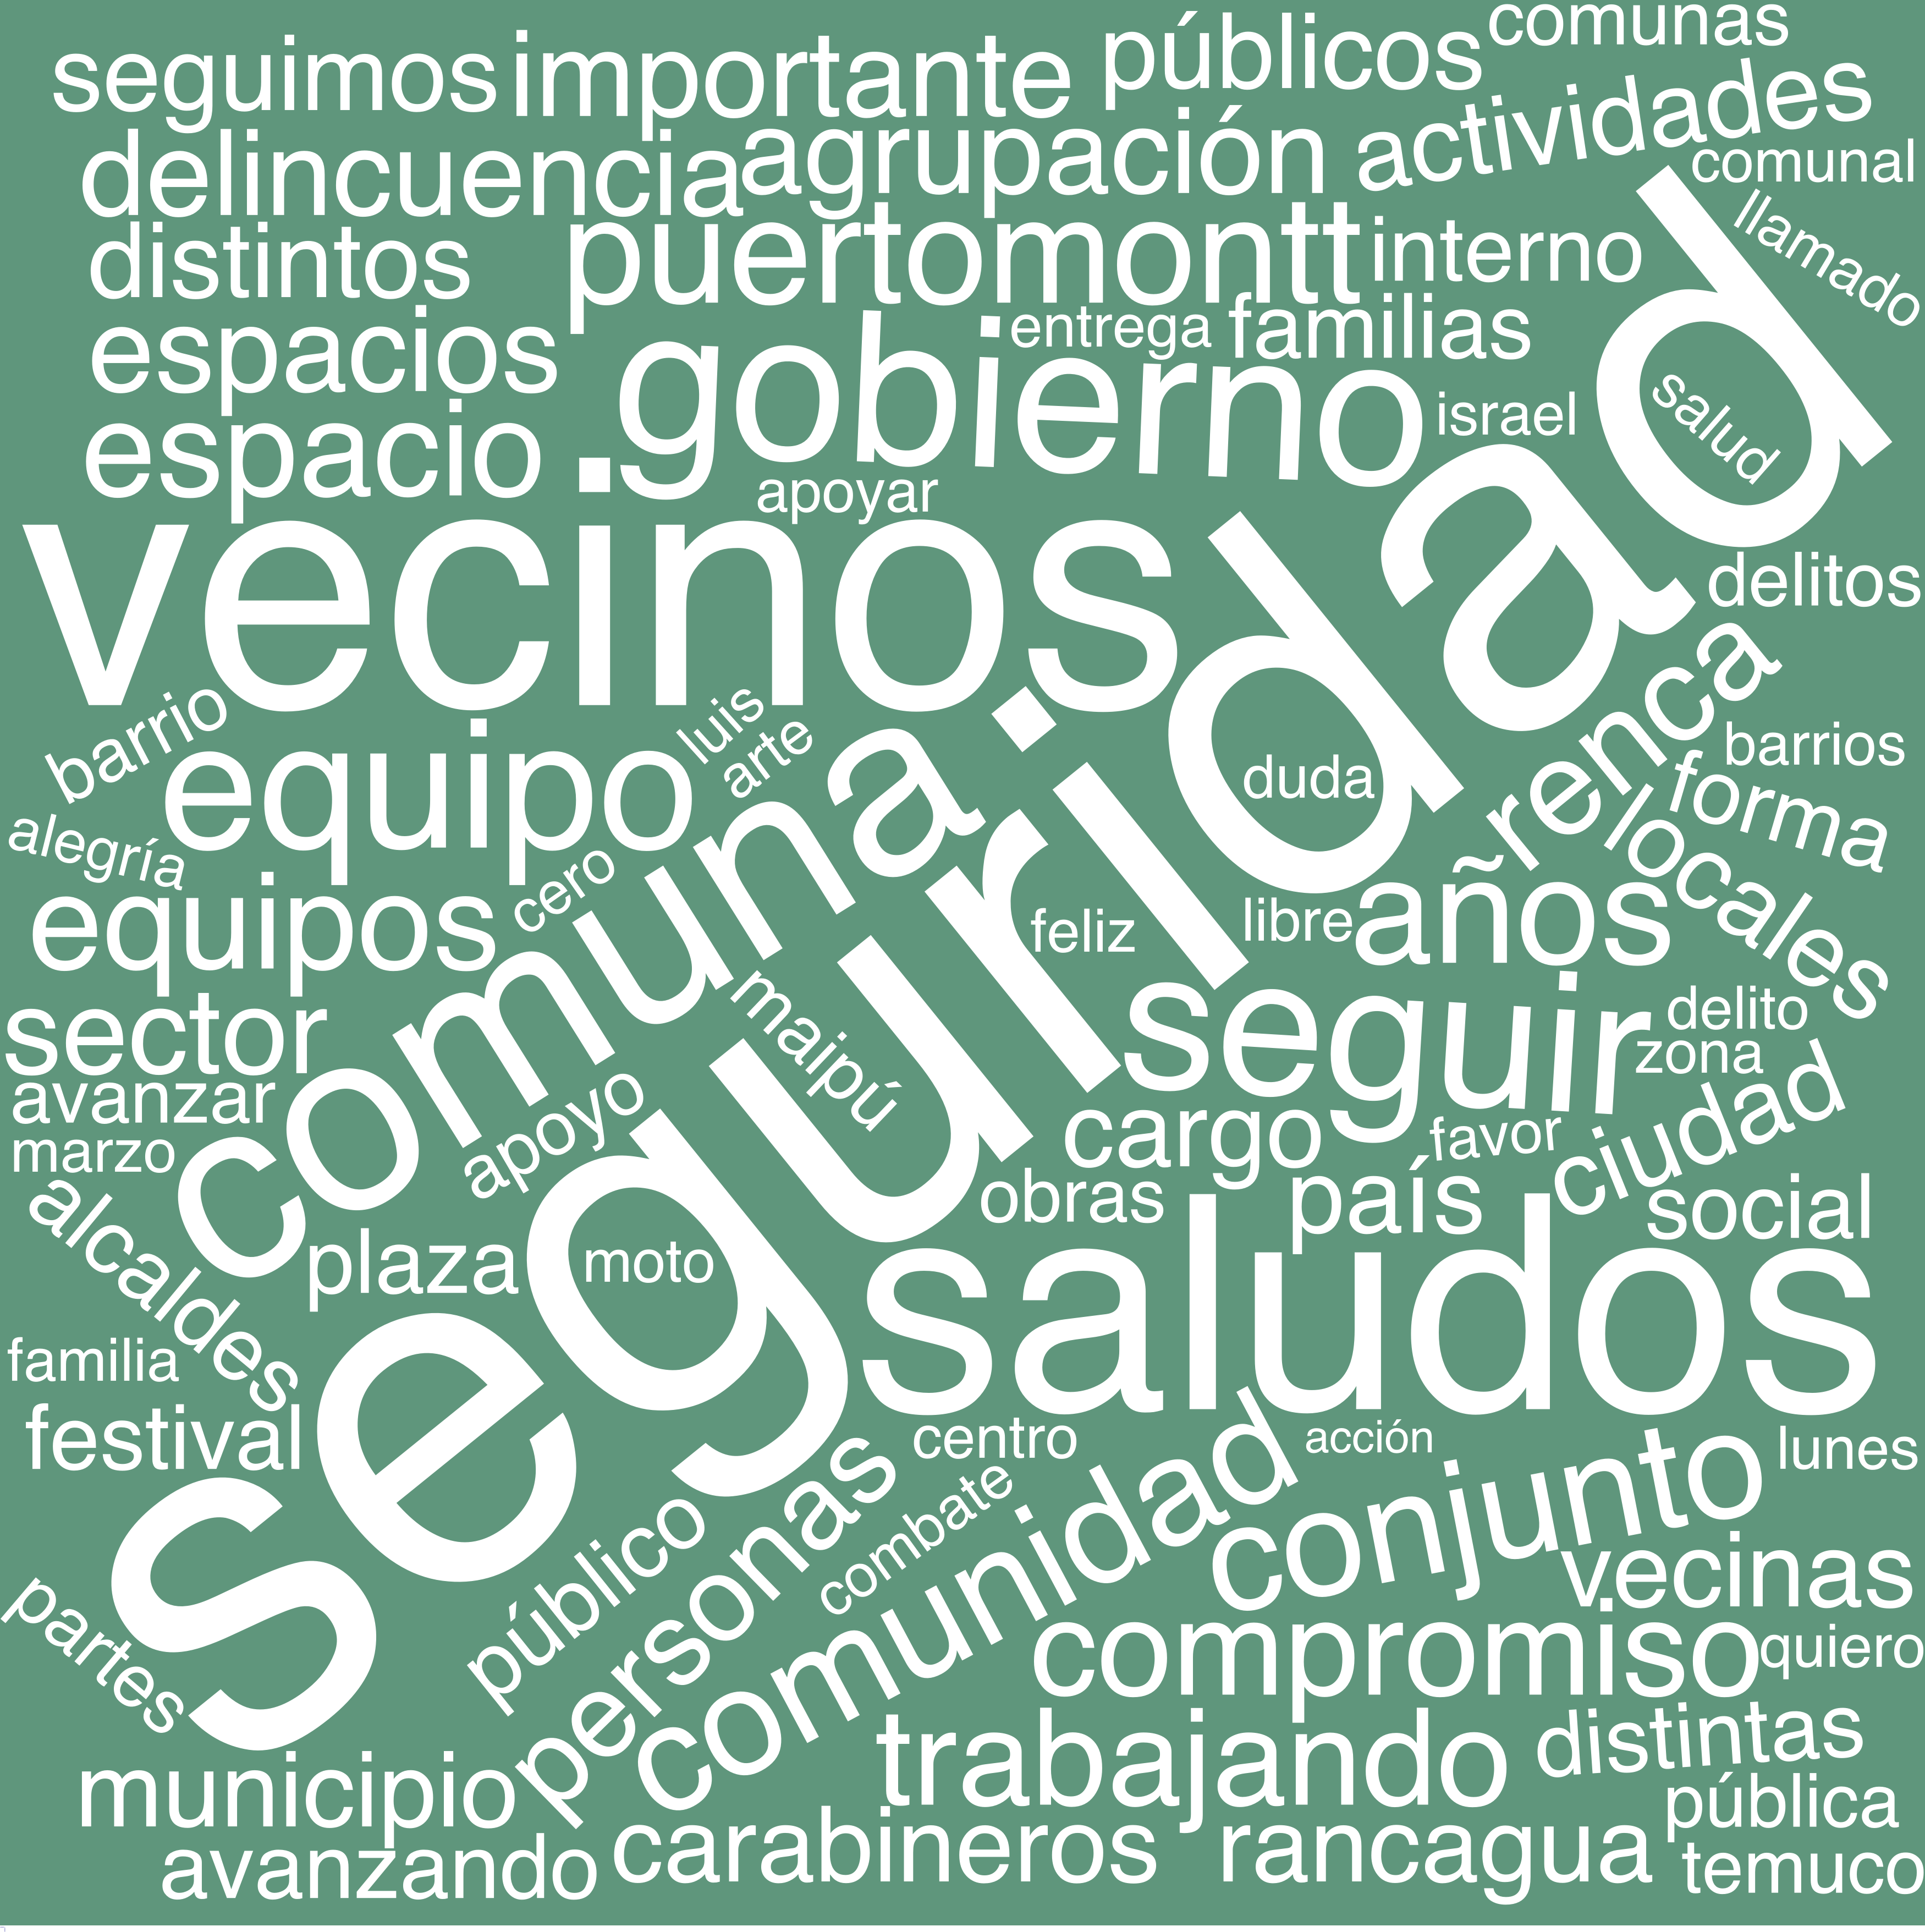 comunas
seguimos importante públicos
actividades
delincuencia agrupación
comunal
llamado
distintos puertomontt interno
entrega familias
espacios gobierno
israel
salud
espacio
apoyar
vecinos
seguridad
delitos
renca
barrio
luis
arte
equipo
duda
barrios
forma
alegría
cero
comuna
locales
equipos
feliz
libre años
maipú
sector
seguir
delito
zona
avanzar
apoyo
cargo
favor
ciudad
marzo
alcaldes
obras
país
social
plaza
moto
saludos
familia
festival
centro
acción
lunes
combate
público
personas
comunidad
conjunto
vecinas
partes
compromiso
quiero
trabajando
distintas
municipio
pública
avanzando
carabineros
rancagua
temuco